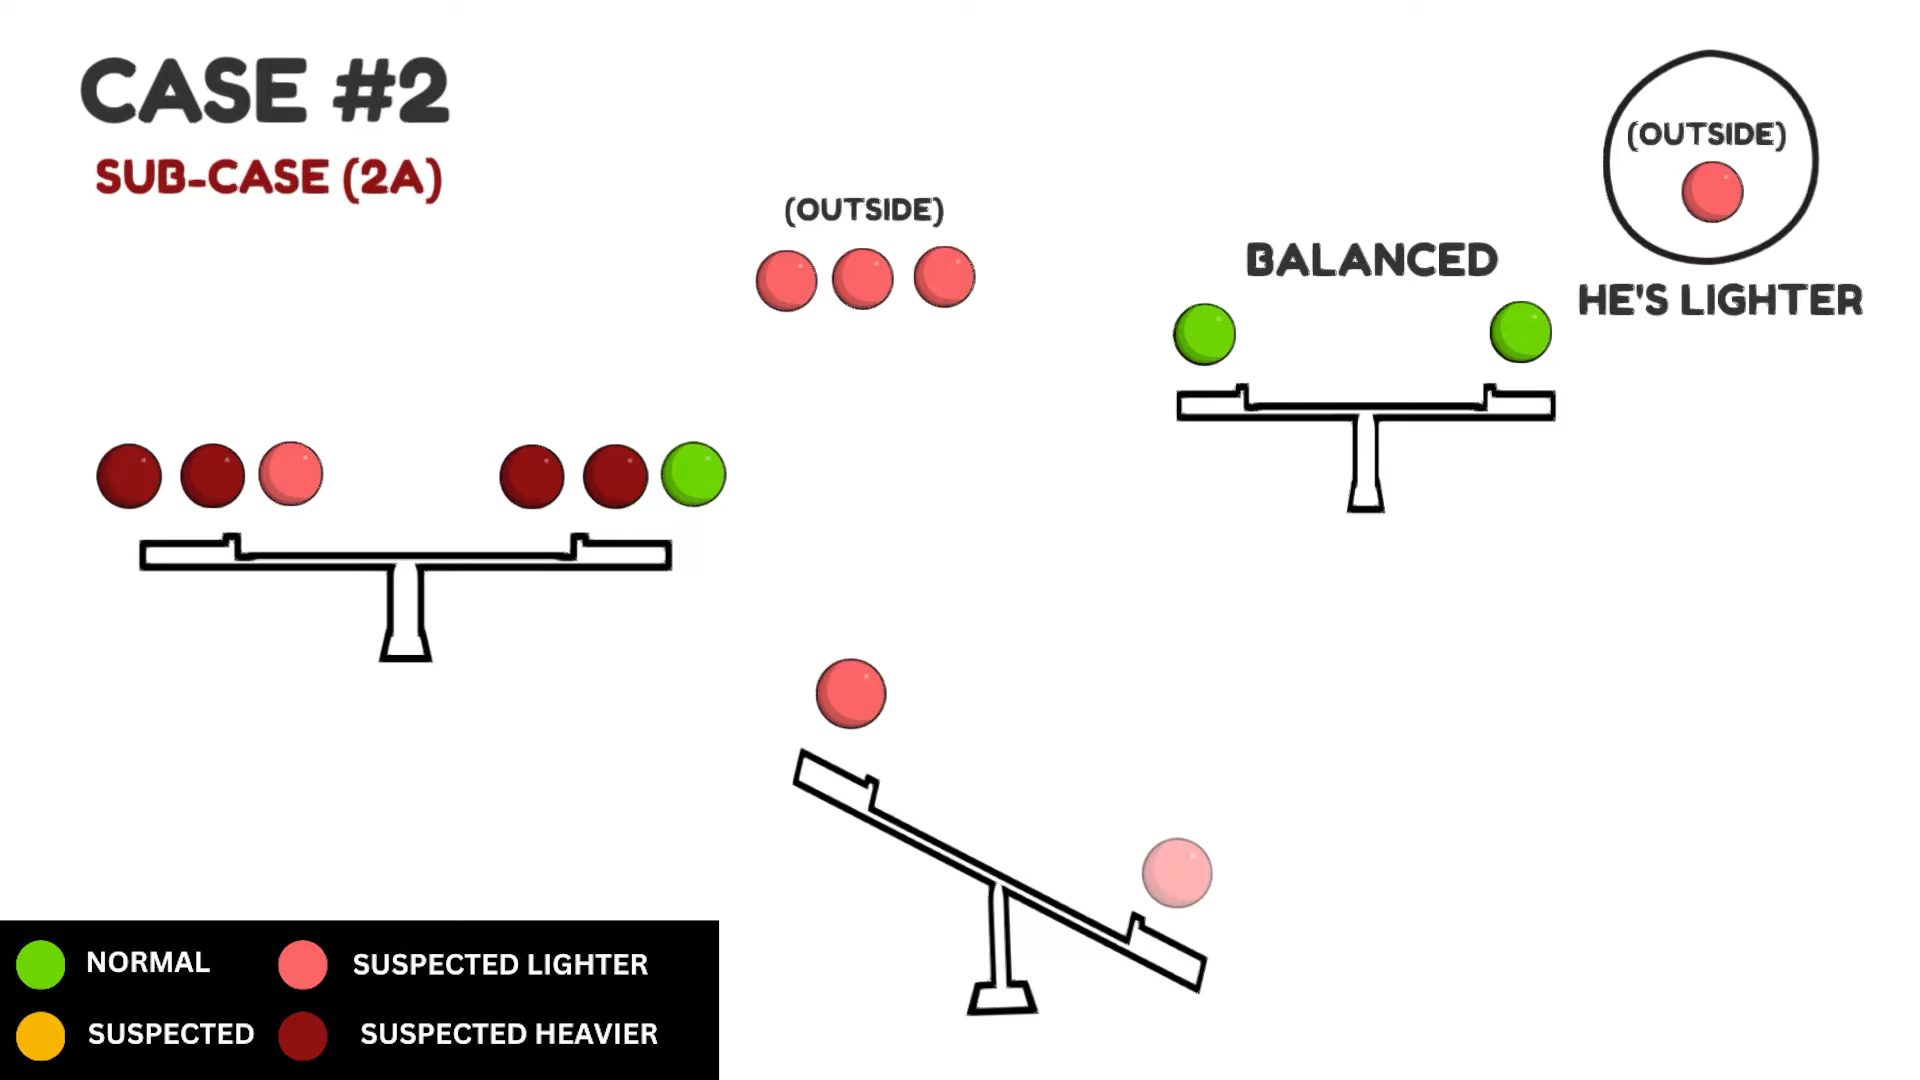 CASE #2
SUB-CASE (2A)
(OUTSIDE)
(OUTSIDE)
BALANCED
HE'S LIGHTER
NORMAL
SUSPECTED LIGHTER
SUSPECTED
SUSPECTED HEAVIER